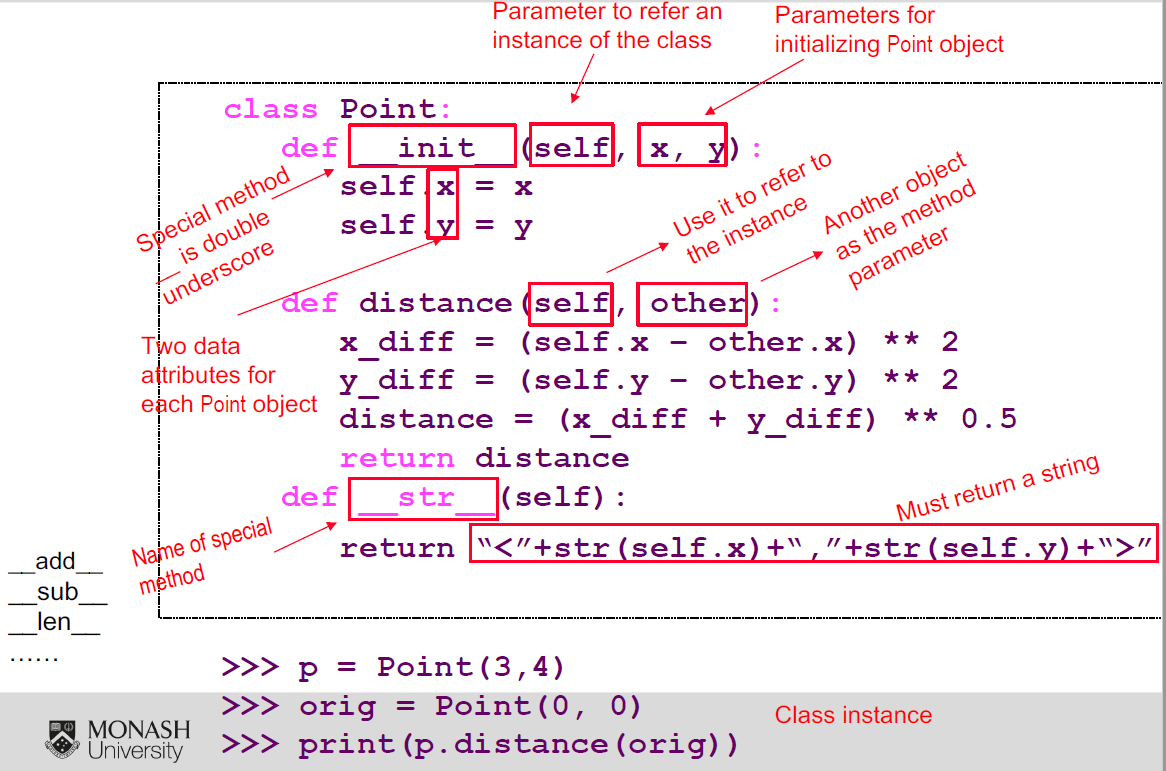 Parameter to refer an
instance of the class
Parameters for
initializing Point object
class Point:
def __init__(self, x, y):
self.x = x
self.y = y
Special method
is double
underscore
Use it to refer to
the instance
Another object
as the method
parameter
def distance(self, other):
x_diff = (self.x – other.x) ** 2
Two data
attributes for
each Point object
y_diff = (self.y – other.y) ** 2
distance = (x_diff + y_diff) ** 0.5
return distance
def __str__(self):
Must return a string
Name of special
method
return “<”+str(self.x)+“,”+str(self.y)+“>”
__add__
__sub__
__len__
……
>>> p = Point(3,4)
>>> orig = Point(0, 0)
>>> print(p.distance(orig))
Class instance
MONASH
University